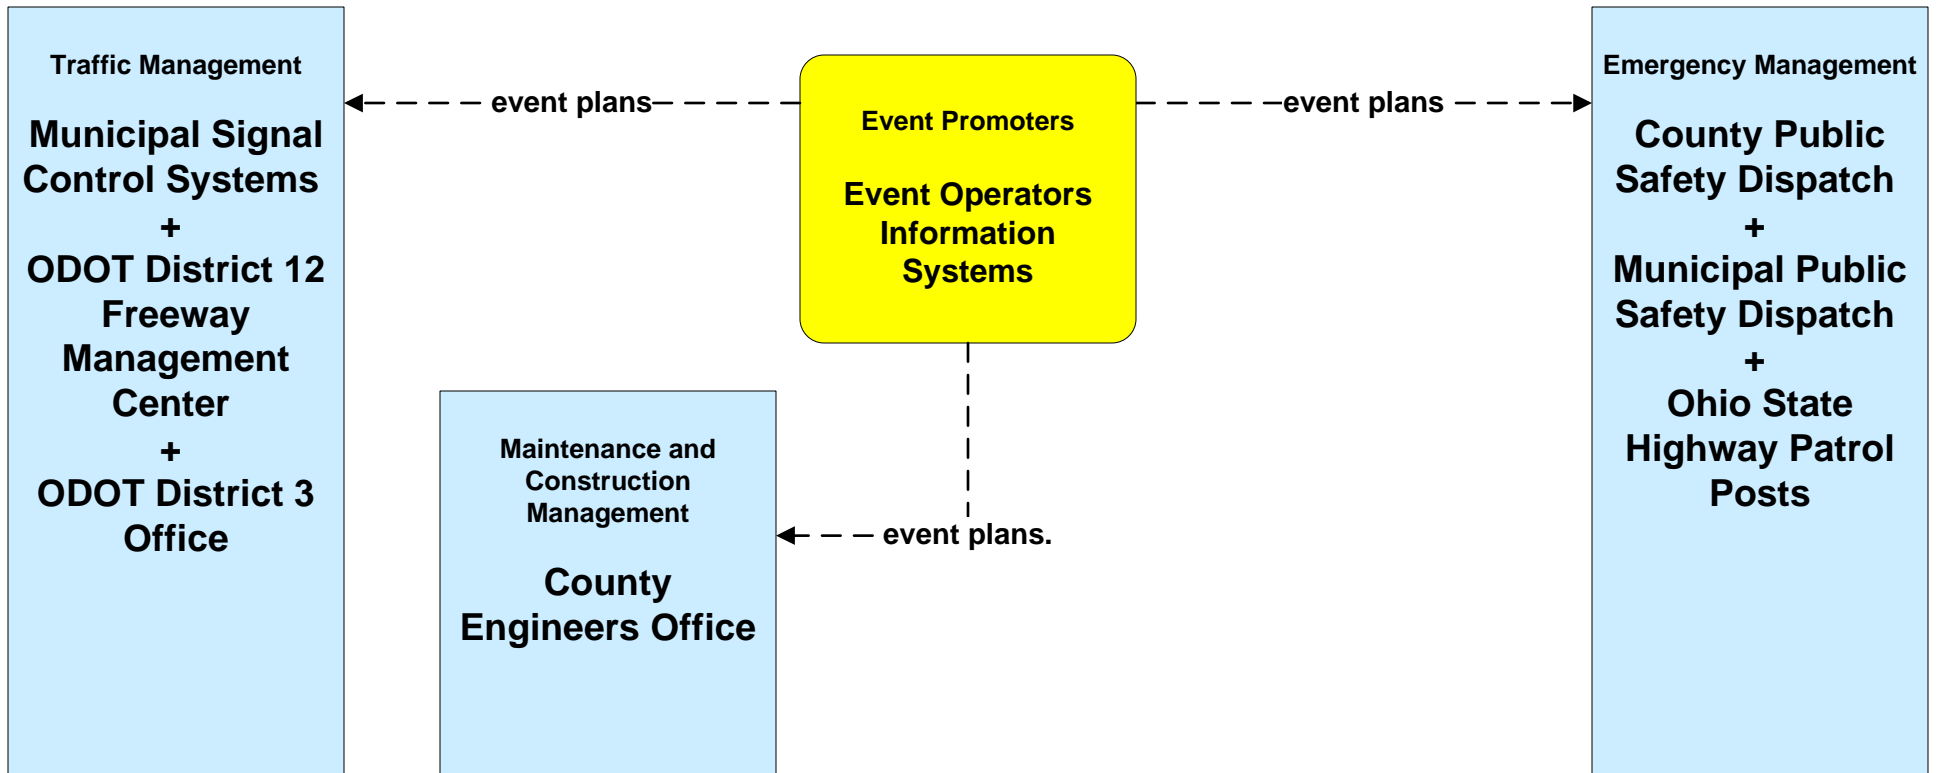 Traffic Management
Municipal Signal
Control Systems
+
ODOT District 12
Freeway
Management
Center
+
ODOT District 3
Office
event plans
Event Promoters
Event Operators
Information
Systems
event plans
Maintenance and
Construction
Management
County
Engineers Office
event plans.
Emergency Management
County Public
Safety Dispatch
+
Municipal Public
Safety Dispatch
+
Ohio State
Highway Patrol
Posts